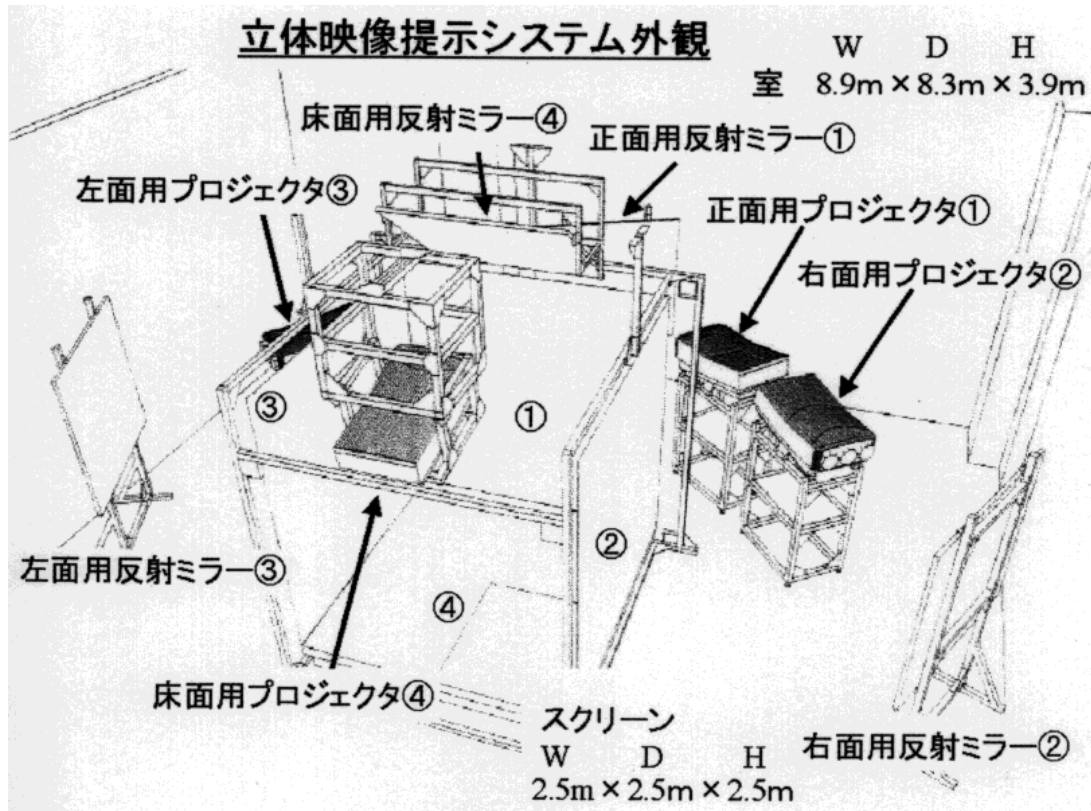 立体映像提示システム外観
W D H
室 8.9m×8.3m×3.9m
床面用反射ミラー④
正面用反射ミラー①
左面用プロジェクタ③
正面用プロジェクタ①
右面用プロジェクタ②
③
①
②
左面用反射ミラー③
④
床面用プロジェクタ④
スクリーン
W D H
2.5m×2.5m×2.5m
右面用反射ミラー②